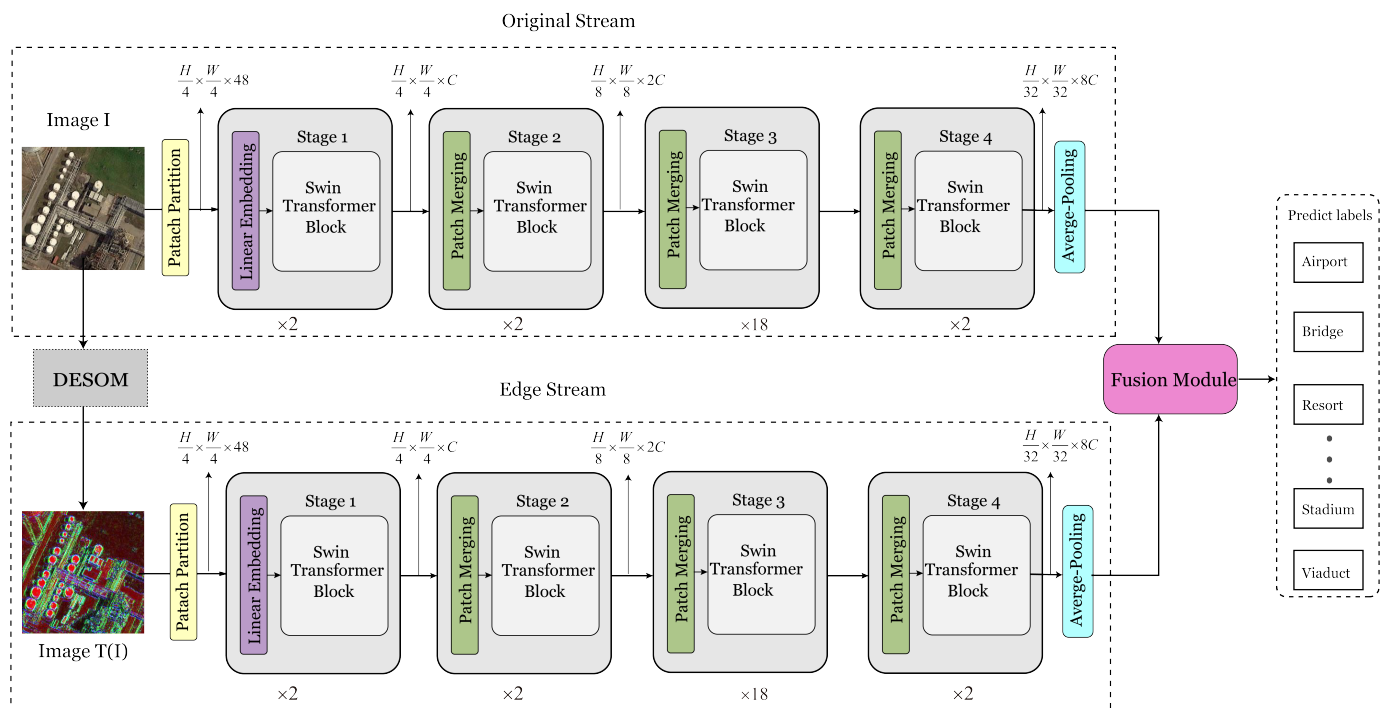 Original Stream
H/4 × W/4 × 48
H/4 × W/4 × C
H/8 × W/8 × 2C
H/32 × W/32 × 8C
Image I
Patach Partition
Linear Embedding
Stage 1
Swin
Transformer
Block
×2
Patch Merging
Stage 2
Swin
Transformer
Block
×2
Patch Merging
Stage 3
Swin
Transformer
Block
×18
Patch Merging
Stage 4
Swin
Transformer
Block
×2
Averge-Pooling
DESOM
Edge Stream
H/4 × W/4 × 48
H/4 × W/4 × C
H/8 × W/8 × 2C
H/32 × W/32 × 8C
Image T(I)
Patach Partition
Linear Embedding
Stage 1
Swin
Transformer
Block
×2
Patch Merging
Stage 2
Swin
Transformer
Block
×2
Patch Merging
Stage 3
Swin
Transformer
Block
×18
Patch Merging
Stage 4
Swin
Transformer
Block
×2
Averge-Pooling
Fusion Module
Predict labels
Airport
Bridge
Resort
Stadium
Viaduct